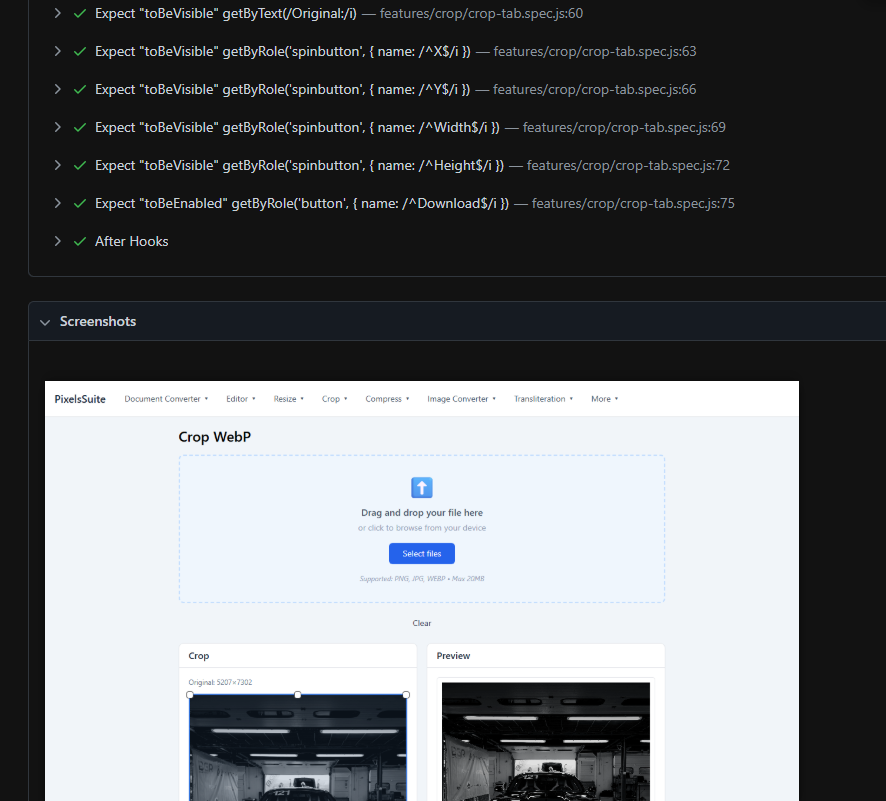 Expect "toBeVisible" getByText(/Original:/i) — features/crop/crop-tab.spec.js:60
Expect "toBeVisible" getByRole('spinbutton', { name: /^X$/i }) — features/crop/crop-tab.spec.js:63
Expect "toBeVisible" getByRole('spinbutton', { name: /^Y$/i }) — features/crop/crop-tab.spec.js:66
Expect "toBeVisible" getByRole('spinbutton', { name: /^Width$/i }) — features/crop/crop-tab.spec.js:69
Expect "toBeVisible" getByRole('spinbutton', { name: /^Height$/i }) — features/crop/crop-tab.spec.js:72
Expect "toBeEnabled" getByRole('button', { name: /^Download$/i }) — features/crop/crop-tab.spec.js:75
After Hooks
Screenshots
PixelsSuite Document Converter Editor Resize Crop Compress Image Converter Transliteration More
Crop WebP
Drag and drop your file here
or click to browse from your device
Select files
Supported: PNG, JPG, WEBP • Max 20MB
Clear
Crop Preview
Original: 5207×7302
121